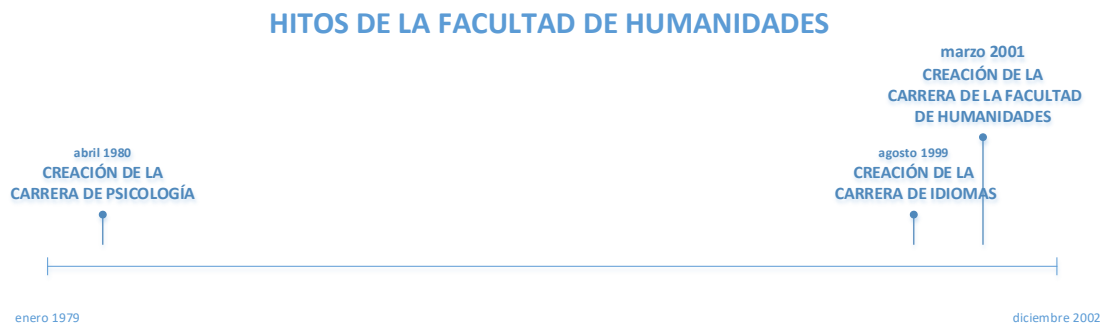 HITOS DE LA FACULTAD DE HUMANIDADES
marzo 2001
CREACIÓN DE LA
CARRERA DE LA FACULTAD
DE HUMANIDADES
abril 1980
CREACIÓN DE LA
CARRERA DE PSICOLOGÍA
agosto 1999
CREACIÓN DE LA
CARRERA DE IDIOMAS
enero 1979
diciembre 2002